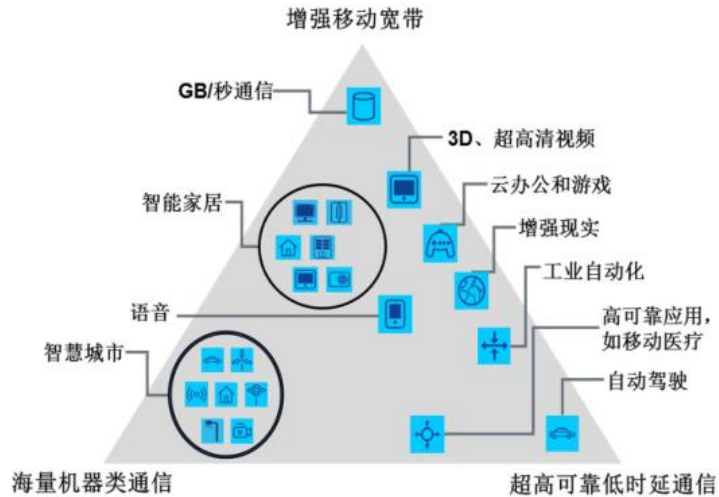 增强移动宽带
GB/秒通信
3D、超高清视频
智能家居
云办公和游戏
增强现实
工业自动化
语音
高可靠应用，
如移动医疗
智慧城市
自动驾驶
海量机器类通信
超高可靠低时延通信